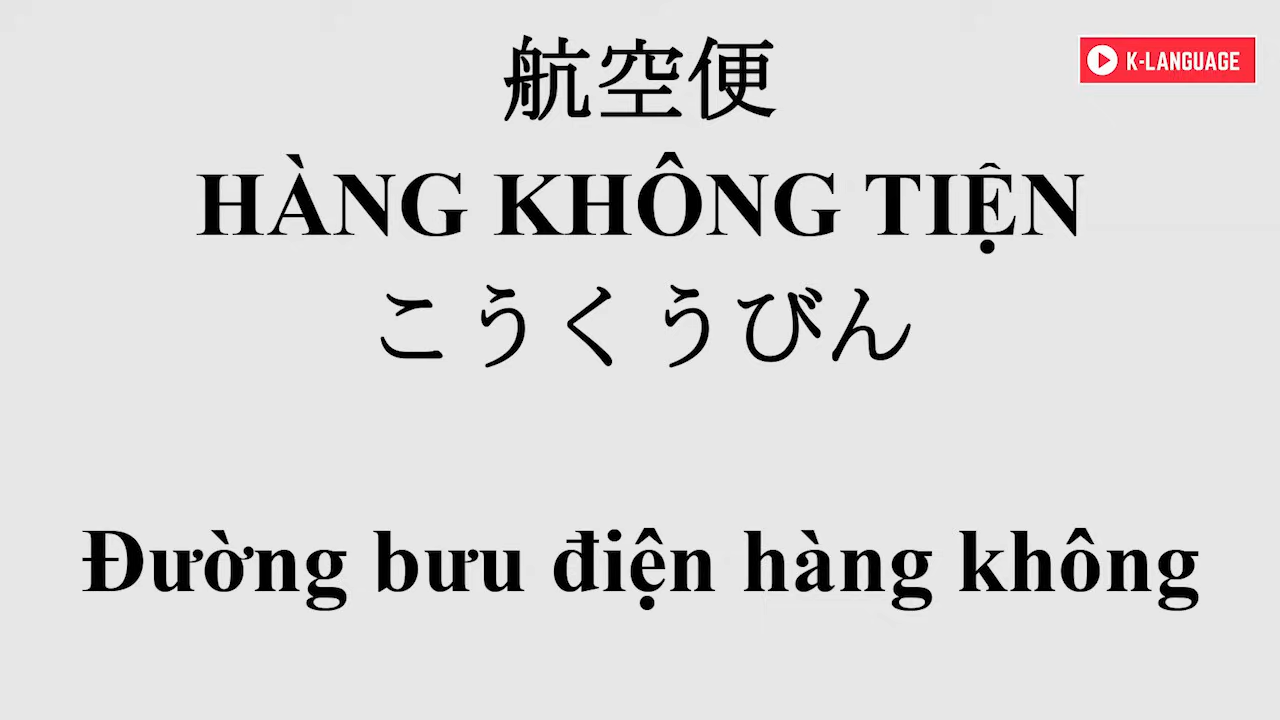 航空便
K-LANGUAGE
HÀNG KHÔNG TIỆN
こうくうびん
Đường bưu điện hàng không